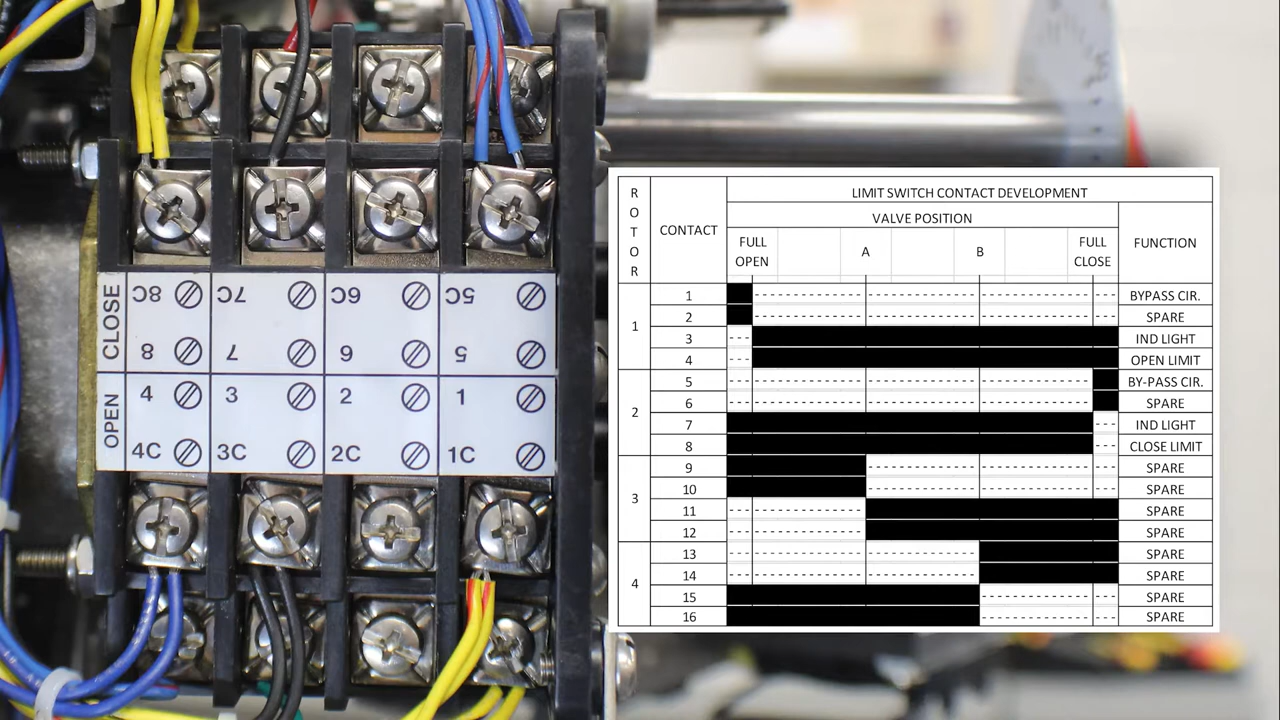 CLOSE
8C 7C 6C 5C
8 7 6 5
OPEN
4 3 2 1
4C 3C 2C 1C
ROTOR
CONTACT
LIMIT SWITCH CONTACT DEVELOPMENT
VALVE POSITION
FULL OPEN
A
B
FULL CLOSE
FUNCTION
1
1 BYPASS CIR.
2 SPARE
3 IND LIGHT
4 OPEN LIMIT
2
5 BY-PASS CIR.
6 SPARE
7 IND LIGHT
8 CLOSE LIMIT
3
9 SPARE
10 SPARE
11 SPARE
12 SPARE
4
13 SPARE
14 SPARE
15 SPARE
16 SPARE